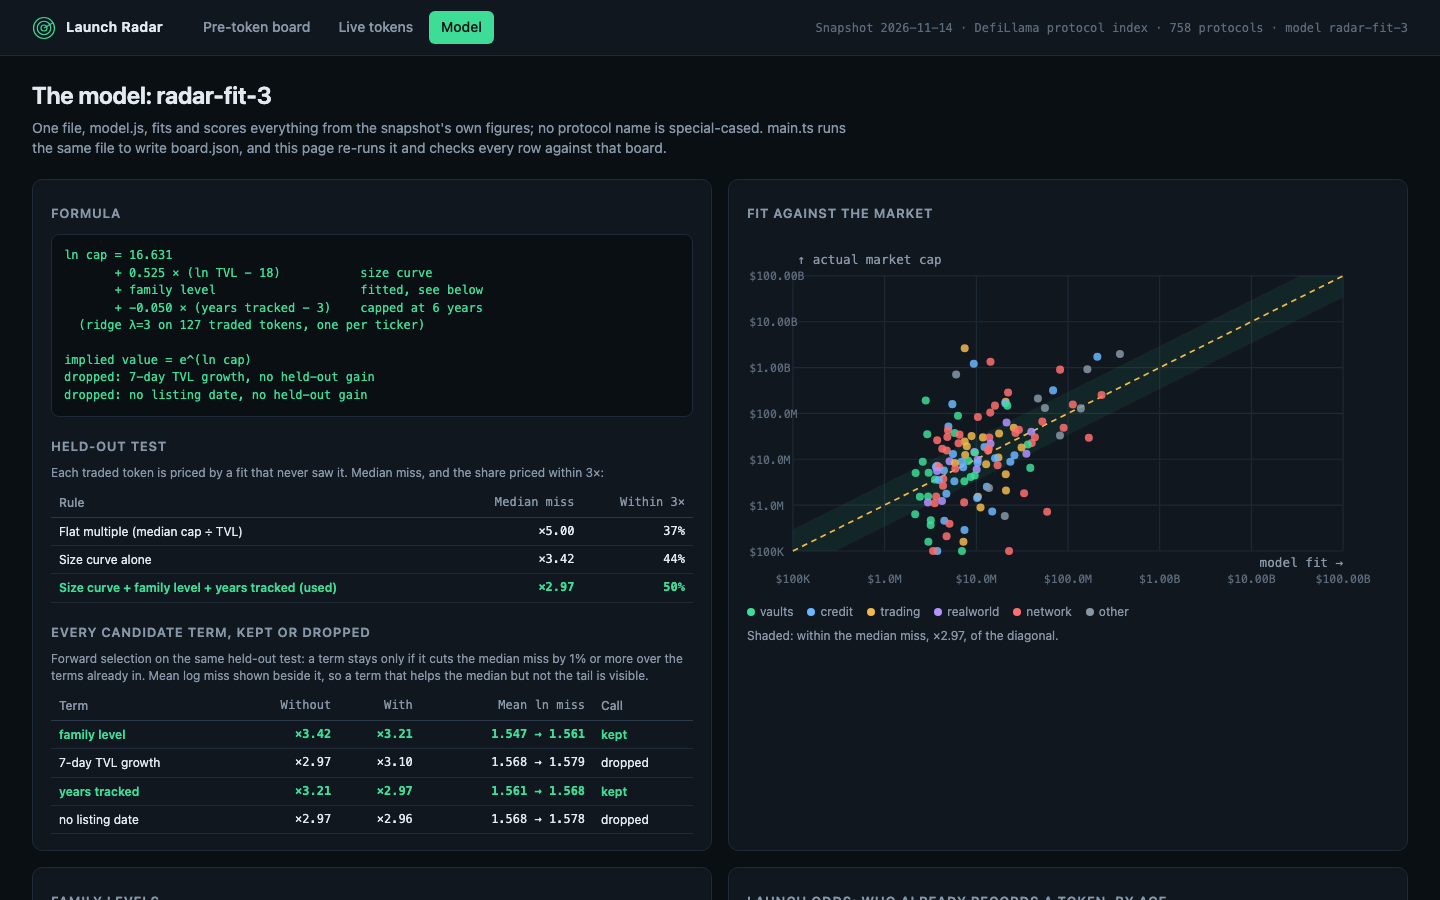 Launch Radar
Pre-token board
Live tokens
Model
Snapshot 2026-11-14 · DefiLlama protocol index · 758 protocols · model radar-fit-3
The model: radar-fit-3
One file, model.js, fits and scores everything from the snapshot's own figures; no protocol name is special-cased. main.ts runs
the same file to write board.json, and this page re-runs it and checks every row against that board.
FORMULA
ln cap = 16.631
+ 0.525 × (ln TVL − 18) size curve
+ family level fitted, see below
+ −0.050 × (years tracked − 3) capped at 6 years
(ridge λ=3 on 127 traded tokens, one per ticker)
implied value = e^(ln cap)
dropped: 7-day TVL growth, no held-out gain
dropped: no listing date, no held-out gain
HELD-OUT TEST
Each traded token is priced by a fit that never saw it. Median miss, and the share priced within 3×:
Rule Median miss Within 3×
Flat multiple (median cap ÷ TVL) ×5.00 37%
Size curve alone ×3.42 44%
Size curve + family level + years tracked (used) ×2.97 50%
EVERY CANDIDATE TERM, KEPT OR DROPPED
Forward selection on the same held-out test: a term stays only if it cuts the median miss by 1% or more over the
terms already in. Mean log miss shown beside it, so a term that helps the median but not the tail is visible.
Term Without With Mean ln miss Call
family level ×3.42 ×3.21 1.547 → 1.561 kept
7-day TVL growth ×2.97 ×3.10 1.568 → 1.579 dropped
years tracked ×3.21 ×2.97 1.561 → 1.568 kept
no listing date ×2.97 ×2.96 1.568 → 1.578 dropped
FIT AGAINST THE MARKET
↑ actual market cap
$100.00B
$10.00B
$1.00B
$100.0M
$10.0M
$1.0M
$100K
model fit →
$100K $1.0M $10.0M $100.0M $1.00B $10.00B $100.00B
vaults credit trading realworld network other
Shaded: within the median miss, ×2.97, of the diagonal.
FAMILY LEVELS
LAUNCH ODDS: WHO ALREADY RECORDS A TOKEN, BY AGE